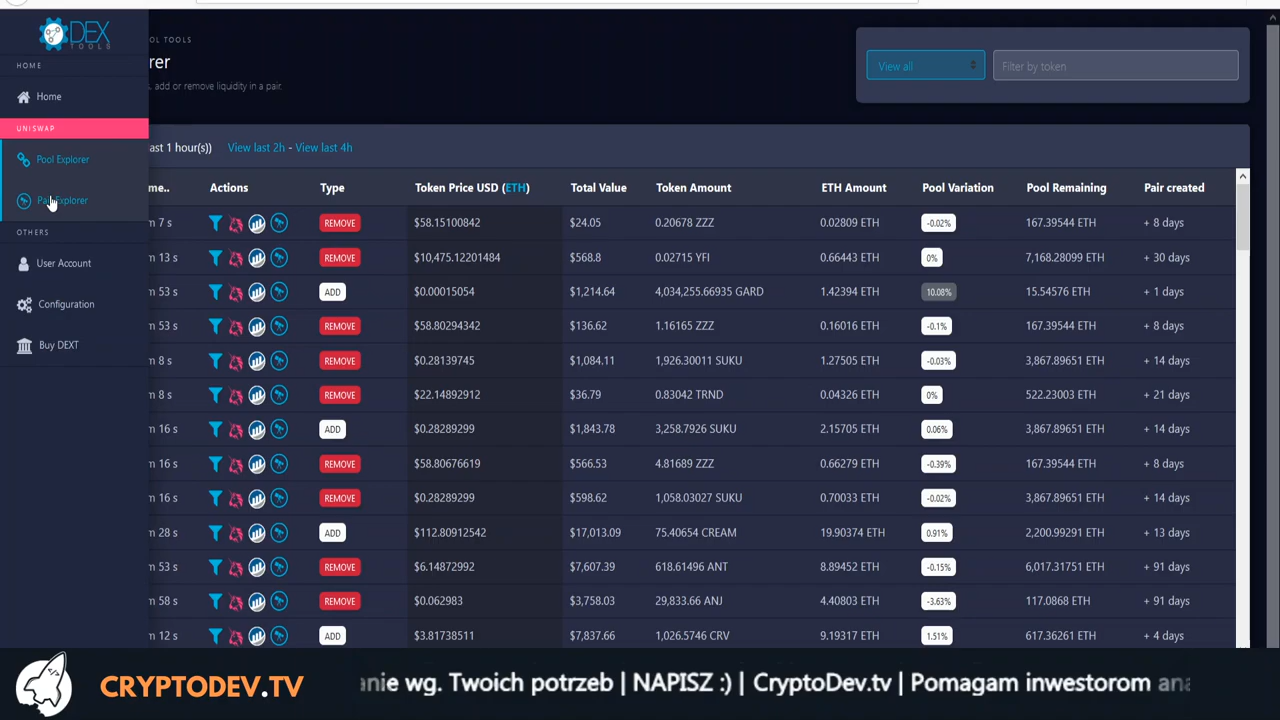 DEX
TOOLS
HOME
Home
UNISWAP
Pool Explorer
Pair Explorer
OTHERS
User Account
Configuration
Buy DEXT
OL TOOLS
rer
s, add or remove liquidity in a pair.
View all
Filter by token
ast 1 hour(s)) View last 2h - View last 4h
me.. Actions Type Token Price USD (ETH) Total Value Token Amount ETH Amount Pool Variation Pool Remaining Pair created
m 7 s REMOVE $58.15100842 $24.05 0.20678 ZZZ 0.02809 ETH -0.02% 167.39544 ETH + 8 days
m 13 s REMOVE $10,475.12201484 $568.8 0.02715 YFI 0.66443 ETH 0% 7,168.28099 ETH + 30 days
m 53 s ADD $0.00015054 $1,214.64 4,034,255.66935 GARD 1.42394 ETH 10.08% 15.54576 ETH + 1 days
m 53 s REMOVE $58.80294342 $136.62 1.16165 ZZZ 0.16016 ETH -0.1% 167.39544 ETH + 8 days
m 8 s REMOVE $0.28139745 $1,084.11 1,926.30011 SUKU 1.27505 ETH -0.03% 3,867.89651 ETH + 14 days
m 8 s REMOVE $22.14892912 $36.79 0.83042 TRND 0.04326 ETH 0% 522.23003 ETH + 21 days
m 16 s ADD $0.28289299 $1,843.78 3,258.7926 SUKU 2.15705 ETH 0.06% 3,867.89651 ETH + 14 days
m 16 s REMOVE $58.80676619 $566.53 4.81689 ZZZ 0.66279 ETH -0.39% 167.39544 ETH + 8 days
m 16 s REMOVE $0.28289299 $598.62 1,058.03027 SUKU 0.70033 ETH -0.02% 3,867.89651 ETH + 14 days
m 28 s ADD $112.80912542 $17,013.09 75.40654 CREAM 19.90374 ETH 0.91% 2,200.99291 ETH + 13 days
m 53 s REMOVE $6.14872992 $7,607.39 618.61496 ANT 8.89452 ETH -0.15% 6,017.31751 ETH + 91 days
m 58 s REMOVE $0.062983 $3,758.03 29,833.66 ANJ 4.40803 ETH -3.63% 117.0868 ETH + 91 days
m 12 s ADD $3.81738511 $7,837.66 1,026.5746 CRV 9.19317 ETH 1.51% 617.36261 ETH + 4 days
CRYPTODEV.TV
anie wg. Twoich potrzeb | NAPISZ :) | CryptoDev.tv | Pomagam inwestorom ana